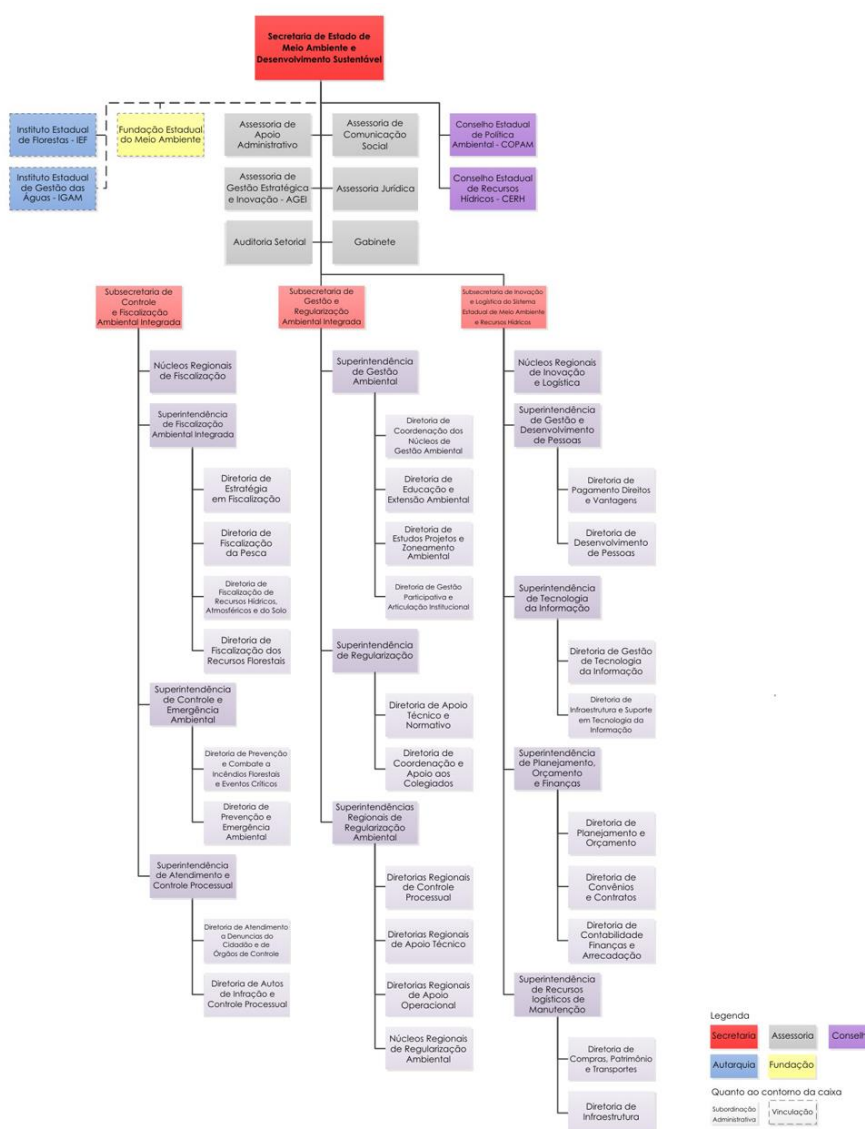 Secretaria de Estado de
Meio Ambiente e
Desenvolvimento Sustentável
Instituto Estadual
de Florestas - IEF
Fundação Estadual
do Meio Ambiente
Assessoria de
Apoio
Administrativo
Assessoria de
Comunicação
Social
Conselho Estadual
de Política
Ambiental - COPAM
Instituto Estadual
de Gestão das
Águas - IGAM
Assessoria de
Gestão Estratégica
e Inovação - AGEI
Assessoria Jurídica
Conselho Estadual
de Recursos
Hídricos - CERH
Auditoria Setorial
Gabinete
Subsecretaria de
Controle
e Fiscalização
Ambiental Integrada
Subsecretaria de
Gestão e
Regularização
Ambiental Integrada
Subsecretaria de Inovação
e Logística do Sistema
Estadual de Meio Ambiente
e Recursos Hídricos
Núcleos Regionais
de Fiscalização
Superintendência
de Fiscalização
Ambiental Integrada
Diretoria de
Estratégia
em Fiscalização
Diretoria de
Fiscalização
da Pesca
Diretoria de
Fiscalização de
Recursos Hídricos,
Atmosféricos e do Solo
Diretoria de
Fiscalização dos
Recursos Florestais
Superintendência
de Controle e
Emergência
Ambiental
Diretoria de Prevenção
e Combate a
Incêndios Florestais
e Eventos Críticos
Diretoria de
Prevenção e
Emergência
Ambiental
Superintendência
de Atendimento e
Controle Processual
Diretoria de Atendimento
a Denuncias do
Cidadão e de
Órgãos de Controle
Diretoria de Autos
de Infração e
Controle Processual
Superintendência
de Gestão
Ambiental
Diretoria de
Coordenação dos
Núcleos de
Gestão Ambiental
Diretoria de
Educação e
Extensão Ambiental
Diretoria de
Estudos Projetos e
Zoneamento
Ambiental
Diretoria de Gestão
Participativa e
Articulação Institucional
Superintendência
de Regularização
Diretoria de Apoio
Técnico e
Normativo
Diretoria de
Coordenação e
Apoio aos
Colegiados
Superintendências
Regionais de
Regularização
Ambiental
Diretorias Regionais
de Controle
Processual
Diretorias Regionais
de Apoio Técnico
Diretorias Regionais
de Apoio
Operacional
Núcleos Regionais
de Regularização
Ambiental
Núcleos Regionais
de Inovação
e Logística
Superintendência
de Gestão e
Desenvolvimento
de Pessoas
Diretoria de
Pagamento Direitos
e Vantagens
Diretoria de
Desenvolvimento
de Pessoas
Superintendência
de Tecnologia
da Informação
Diretoria de Gestão
de Tecnologia
da Informação
Diretoria de
Infraestrutura e Suporte
em Tecnologia da
Informação
Superintendência
de Planejamento,
Orçamento
e Finanças
Diretoria de
Planejamento e
Orçamento
Diretoria de
Convênios
e Contratos
Diretoria de
Contabilidade
Finanças e
Arrecadação
Superintendência
de Recursos
logísticos de
Manutenção
Diretoria de
Compras, Patrimônio
e Transportes
Diretoria de
Infraestrutura
Legenda
Secretaria
Assessoria
Conselh
Autarquia
Fundação
Quanto ao contorno da caixa
Subordinação
Administrativa
Vinculação